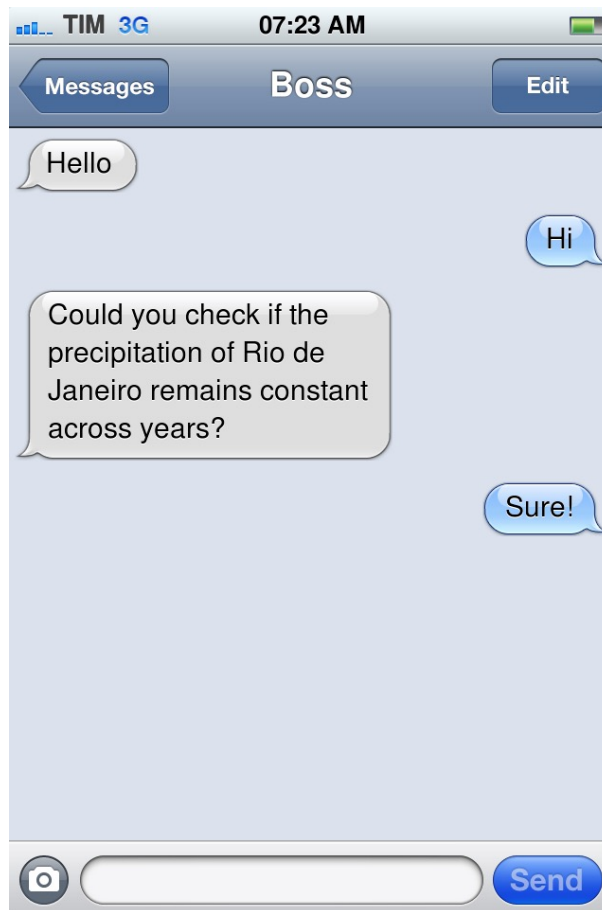 TIM 3G 07:23 AM
Messages Boss Edit
Hello
Hi
Could you check if the
precipitation of Rio de
Janeiro remains constant
across years?
Sure!
Send